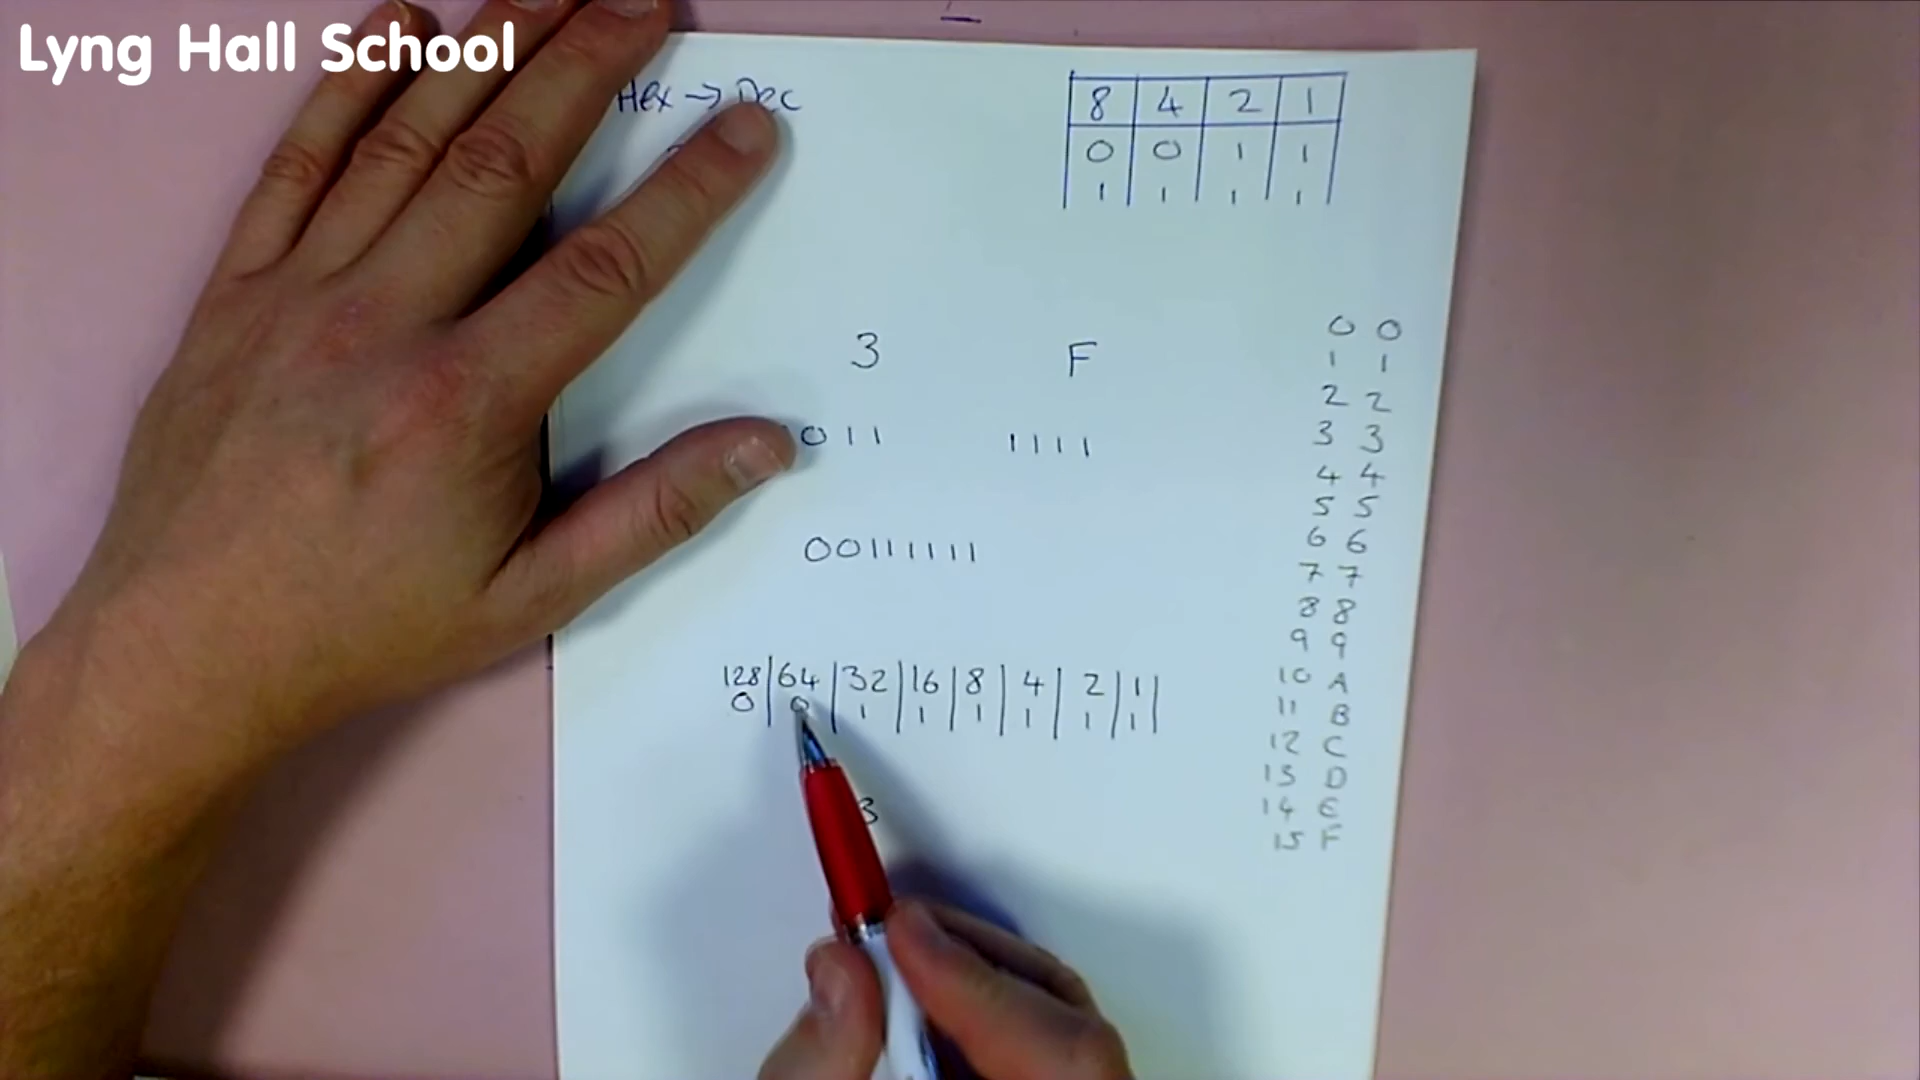 Lyng Hall School
Hex → Dec
8 4 2 1
0 0 1 1
1 1 1 1
3 F
011 1111
00111111
128 64 32 16 8 4 2 1
0 0 1 1 1 1 1 1
3
0 0
1 1
2 2
3 3
4 4
5 5
6 6
7 7
8 8
9 9
10 A
11 B
12 C
13 D
14 E
15 F